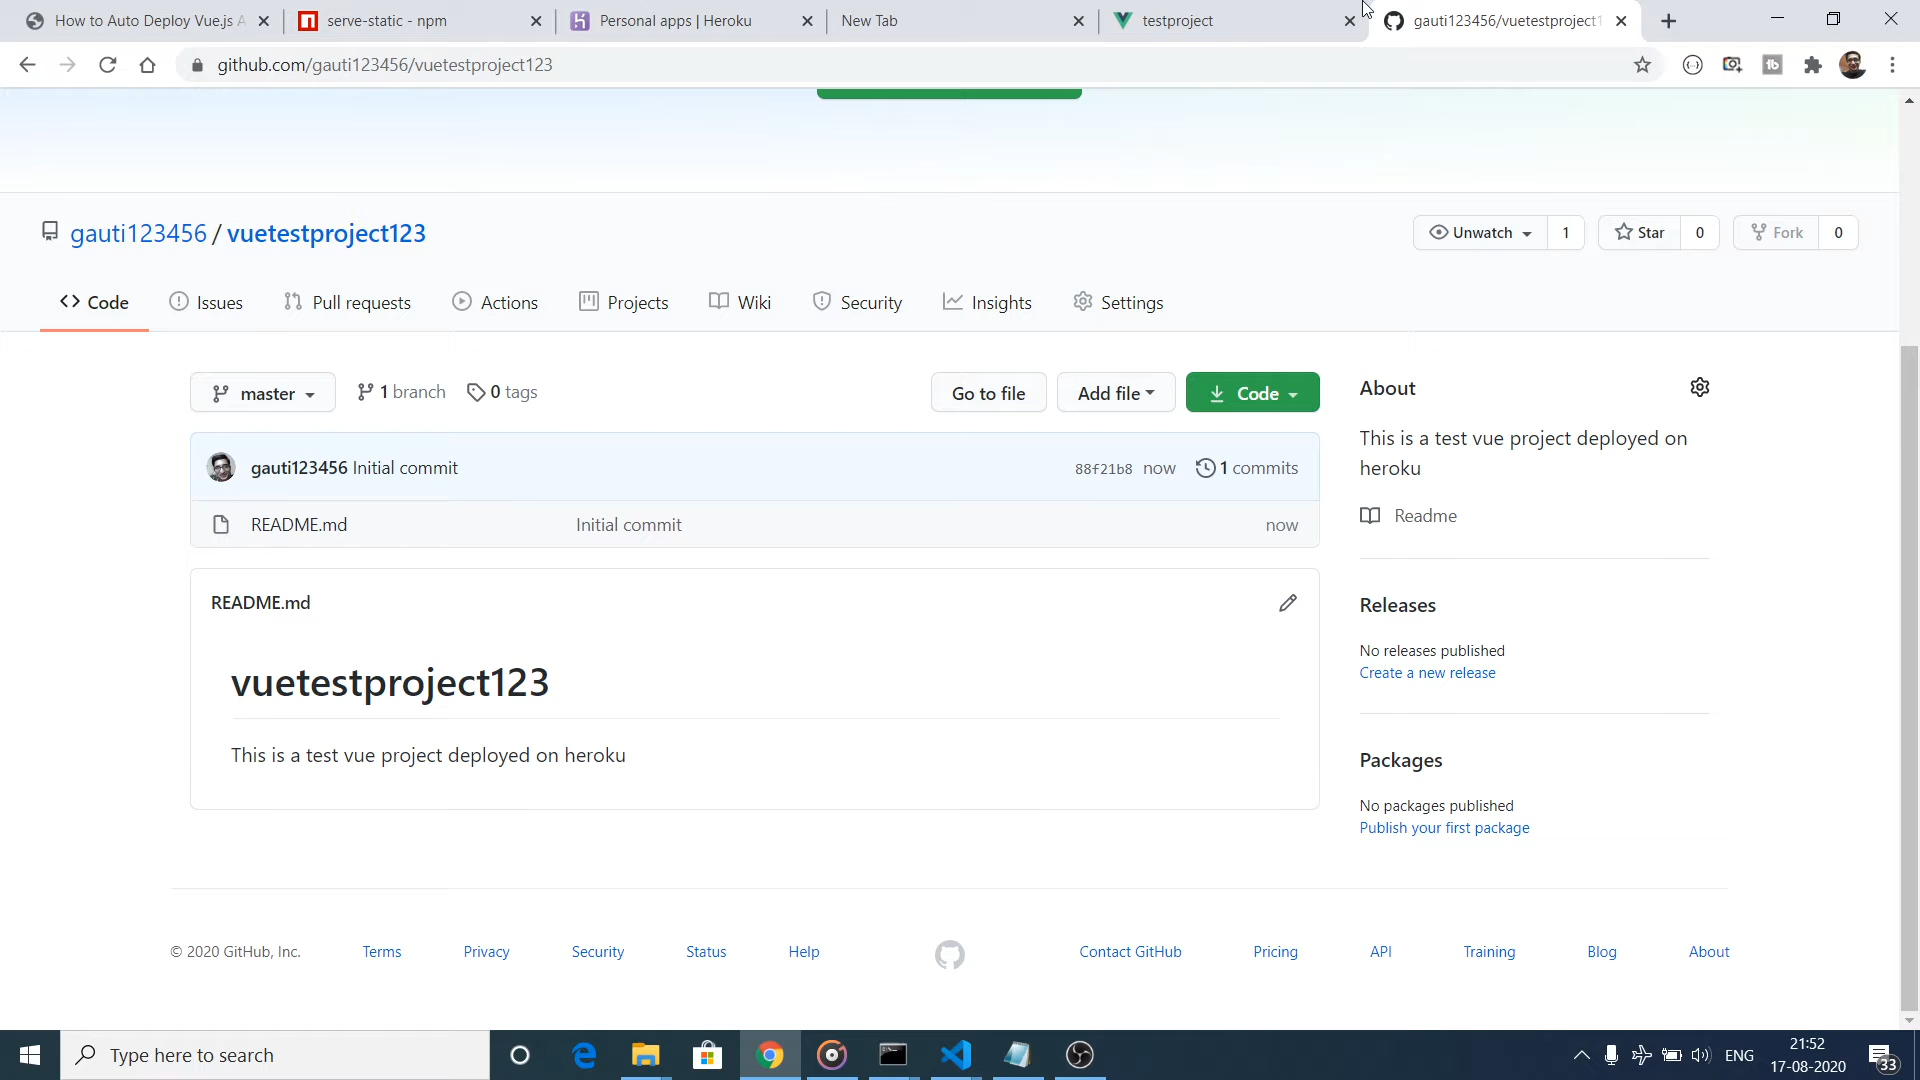 How to Auto Deploy Vue.js A
serve-static - npm
Personal apps | Heroku
New Tab
testproject
gauti123456/vuetestproject1
github.com/gauti123456/vuetestproject123
gauti123456 / vuetestproject123
Unwatch 1
Star 0
Fork 0
Code
Issues
Pull requests
Actions
Projects
Wiki
Security
Insights
Settings
master
1 branch
0 tags
Go to file
Add file
Code
gauti123456 Initial commit
88f21b8 now
1 commits
README.md Initial commit now
README.md
vuetestproject123
This is a test vue project deployed on heroku
About
This is a test vue project deployed on
heroku
Readme
Releases
No releases published
Create a new release
Packages
No packages published
Publish your first package
© 2020 GitHub, Inc. Terms Privacy Security Status Help Contact GitHub Pricing API Training Blog About
Type here to search
ENG
21:52
17-08-2020
33